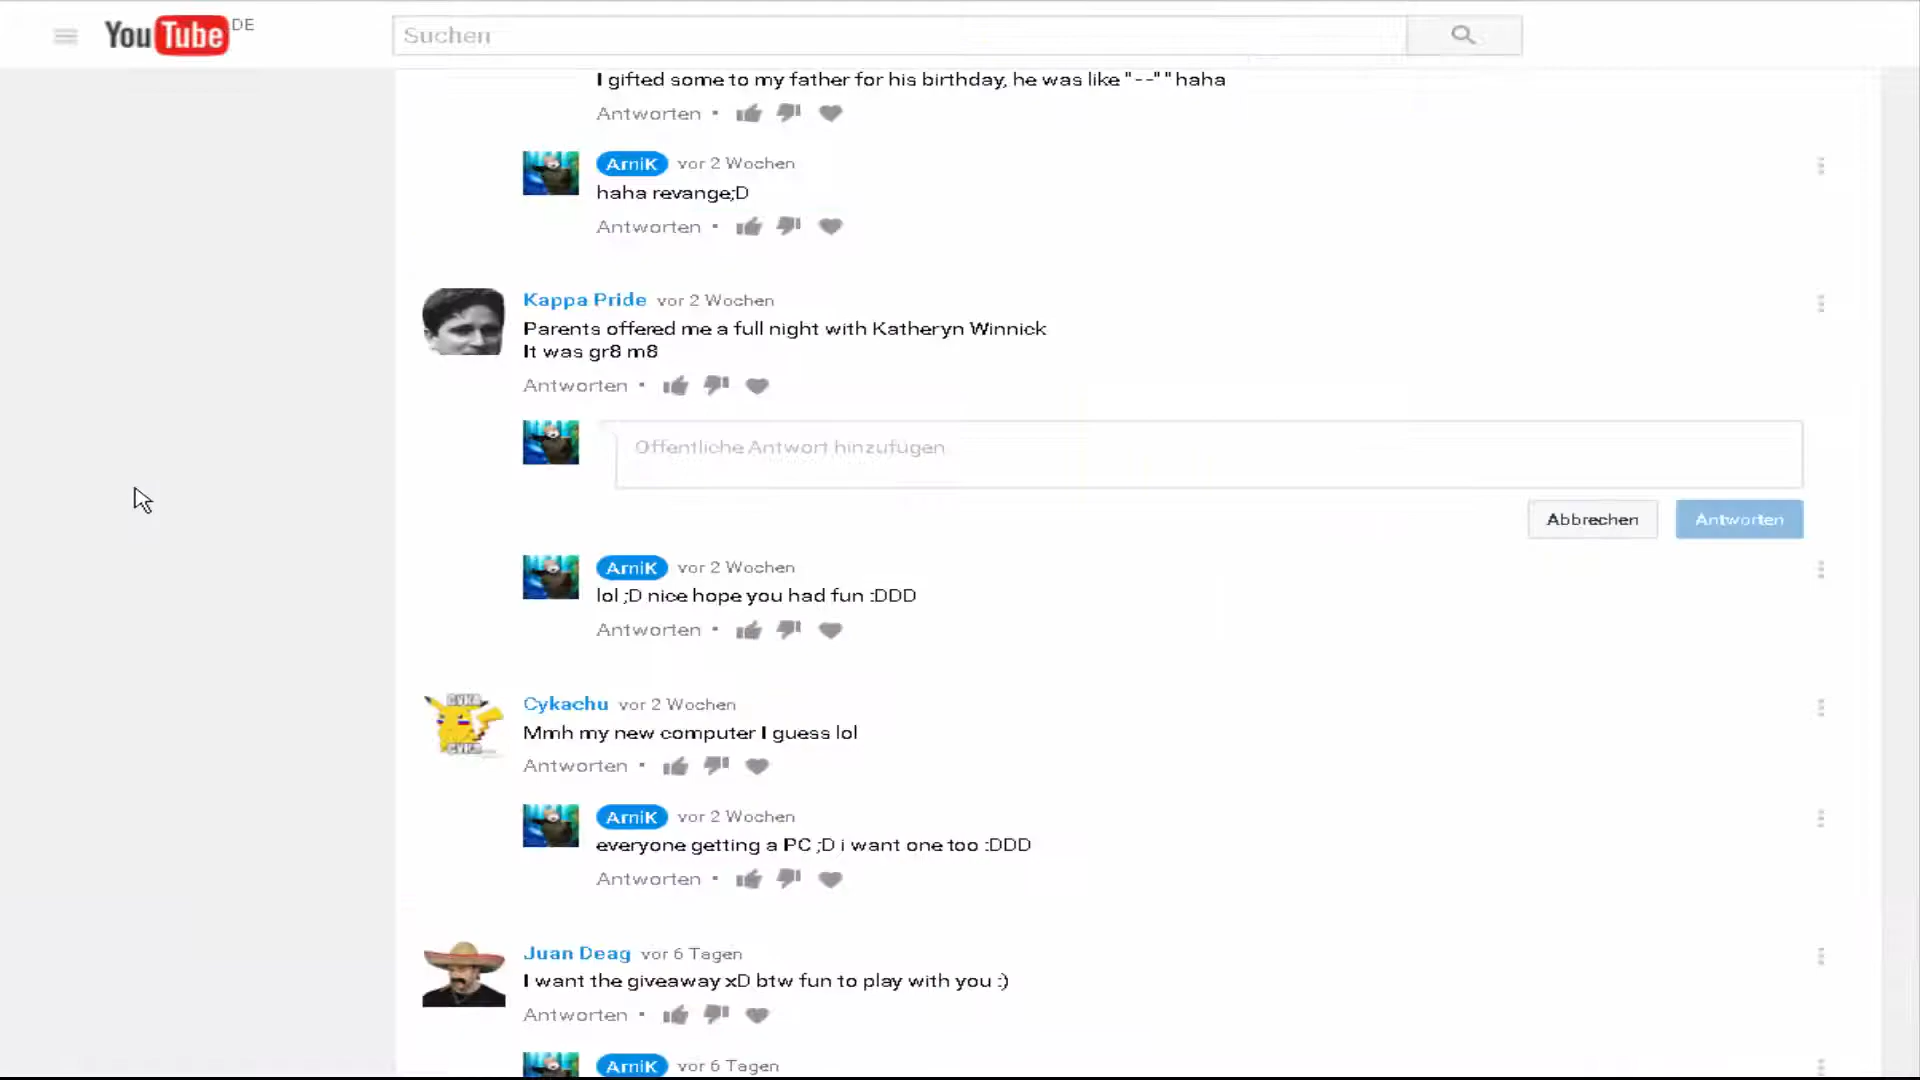 YouTube DE
Suchen
I gifted some to my father for his birthday, he was like "--"" haha
Antworten •
ArniK vor 2 Wochen
haha revange;D
Antworten •
Kappa Pride vor 2 Wochen
Parents offered me a full night with Katheryn Winnick
It was gr8 m8
Antworten •
Öffentliche Antwort hinzufügen
Abbrechen Antworten
ArniK vor 2 Wochen
lol ;D nice hope you had fun :DDD
Antworten •
CYKA
Cykachu vor 2 Wochen
Mmh my new computer I guess lol
Antworten •
ArniK vor 2 Wochen
everyone getting a PC ;D i want one too :DDD
Antworten •
Juan Deag vor 6 Tagen
I want the giveaway xD btw fun to play with you :)
Antworten •
ArniK vor 6 Tagen